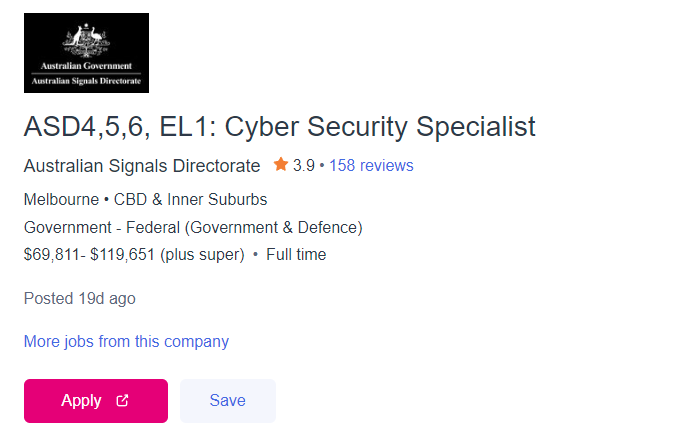 Australian Government
Australian Signals Directorate
ASD4,5,6, EL1: Cyber Security Specialist
Australian Signals Directorate 3.9 • 158 reviews
Melbourne • CBD & Inner Suburbs
Government - Federal (Government & Defence)
$69,811- $119,651 (plus super) • Full time
Posted 19d ago
More jobs from this company
Apply Save